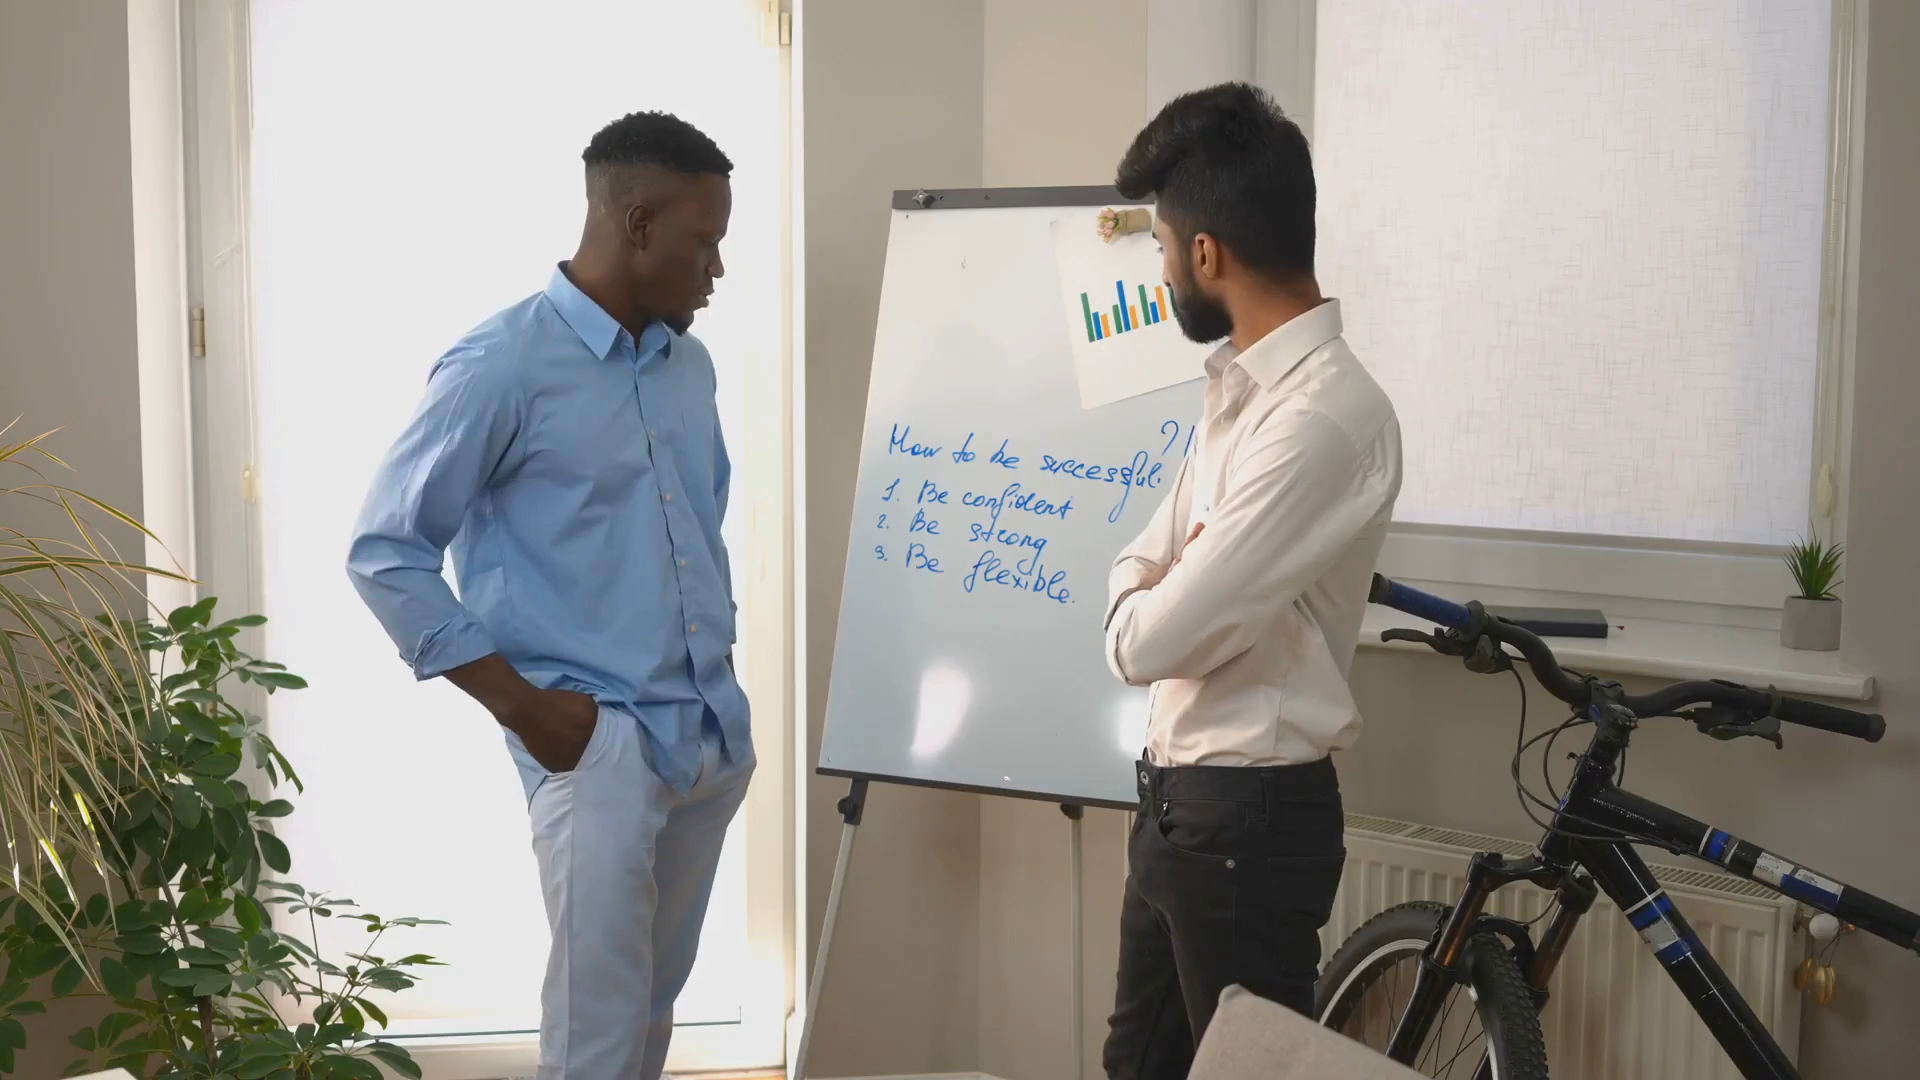 How to be successful?
1. Be confident
2. Be strong
3. Be flexible.